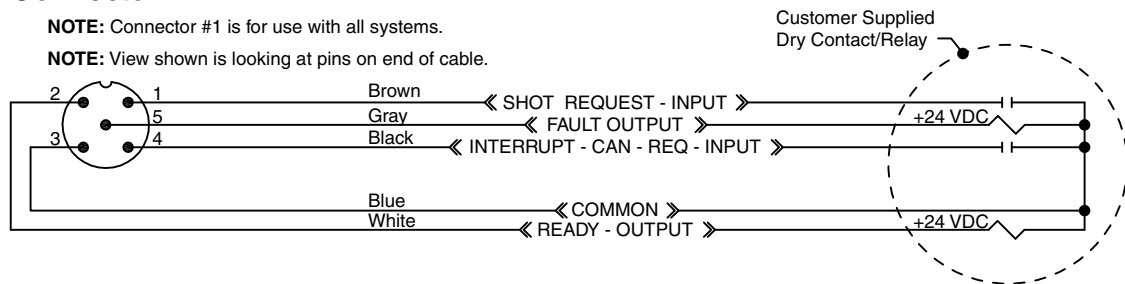 NOTE: Connector #1 is for use with all systems.
NOTE: View shown is looking at pins on end of cable.
Customer Supplied
Dry Contact/Relay
2
1
Brown
SHOT REQUEST - INPUT
5
Gray
FAULT OUTPUT
+24 VDC
3
4
Black
INTERRUPT - CAN - REQ - INPUT
Blue
COMMON
White
READY - OUTPUT
+24 VDC